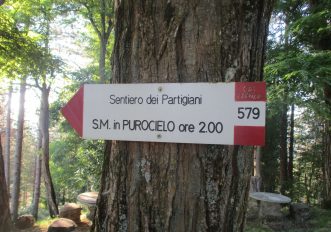 Sentiero dei Partigiani
S.M. in PUROCIELO ore 2.00
579